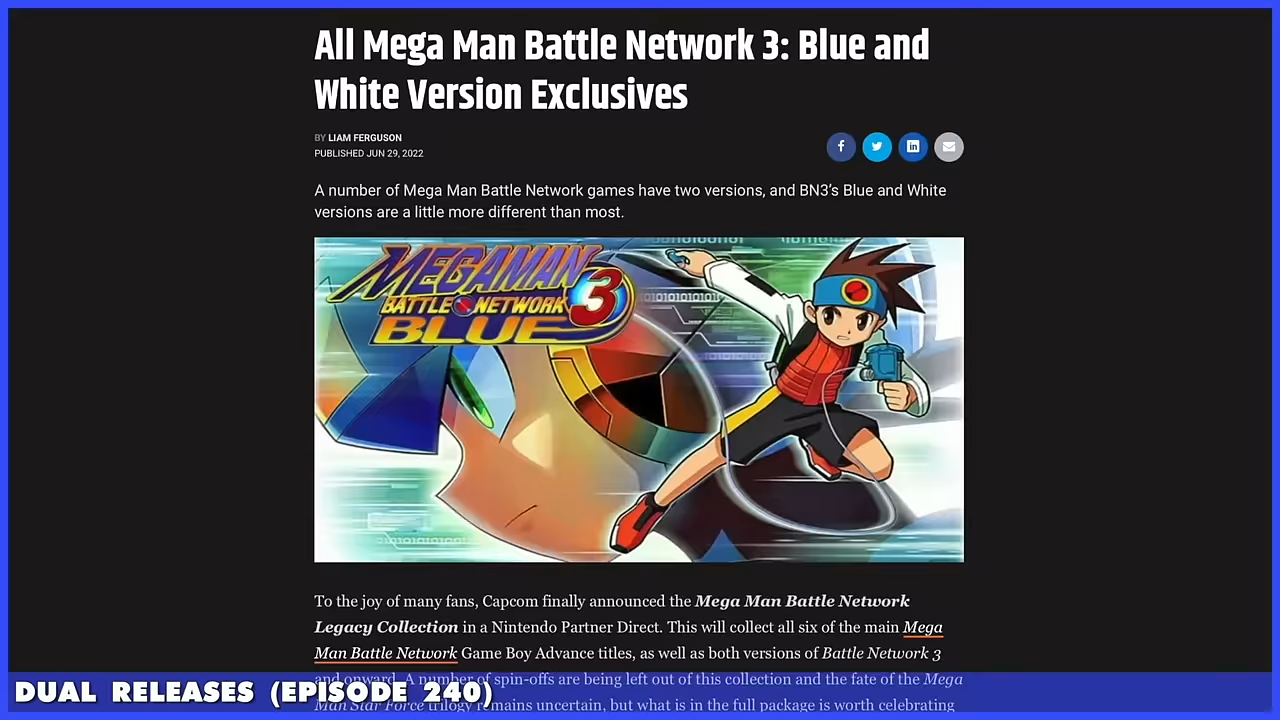 All Mega Man Battle Network 3: Blue and
White Version Exclusives
BY LIAM FERGUSON
PUBLISHED JUN 29, 2022
A number of Mega Man Battle Network games have two versions, and BN3’s Blue and White
versions are a little more different than most.
MEGAMAN
BATTLE NETWORK 3
BLUE
To the joy of many fans, Capcom finally announced the Mega Man Battle Network
Legacy Collection in a Nintendo Partner Direct. This will collect all six of the main Mega
Man Battle Network Game Boy Advance titles, as well as both versions of Battle Network 3
and onward. A number of spin-offs are being left out of this collection and the fate of the Mega
Man Star Force trilogy remains uncertain, but what is in the full package is worth celebrating
DUAL RELEASES (EPISODE 240)